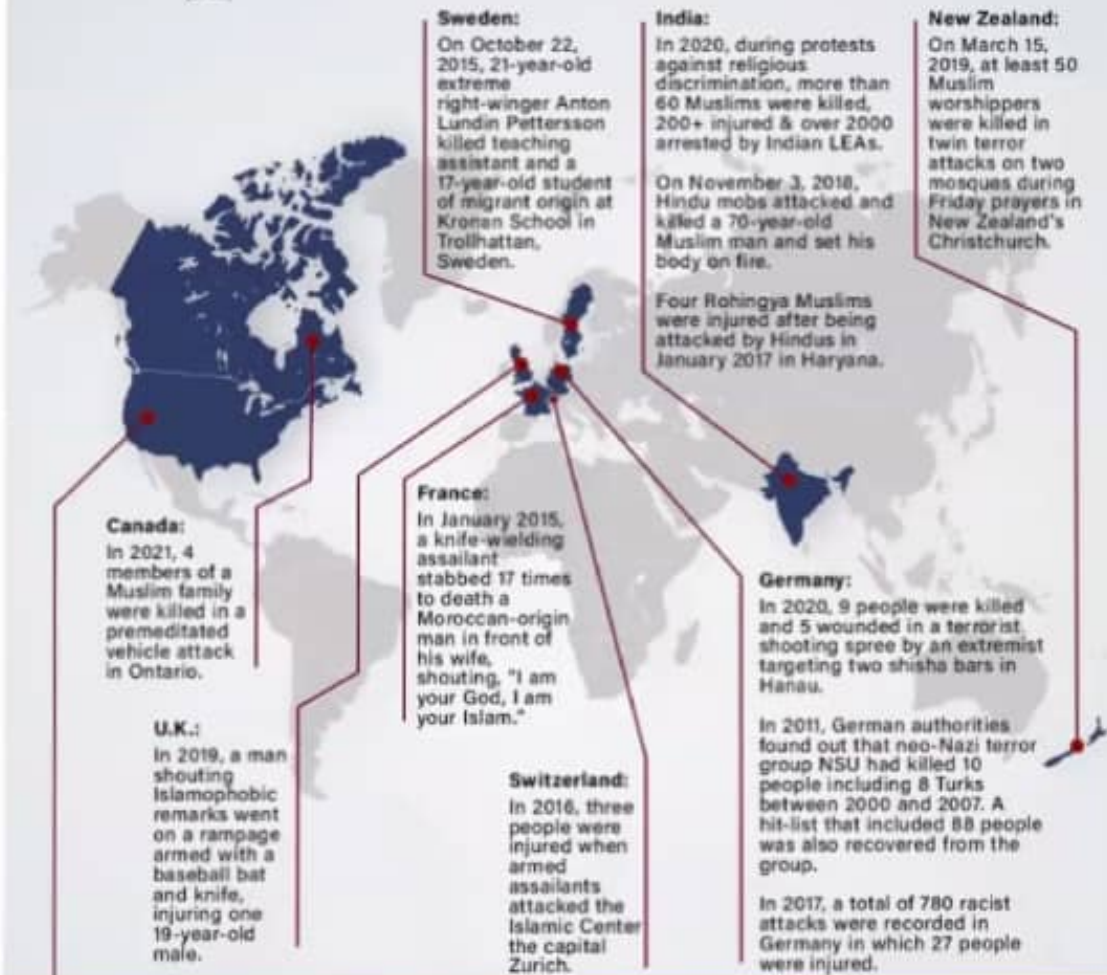 Sweden:
On October 22,
2015, 21-year-old
extreme
right-winger Anton
Lundin Pettersson
killed teaching
assistant and a
17-year-old student
of migrant origin at
Kronan School in
Trollhattan,
Sweden.
India:
In 2020, during protests
against religious
discrimination, more than
60 Muslims were killed,
200+ injured & over 2000
arrested by Indian LEAs.
On November 3, 2018,
Hindu mobs attacked and
killed a 70-year-old
Muslim man and set his
body on fire.
Four Rohingya Muslims
were injured after being
attacked by Hindus in
January 2017 in Haryana.
New Zealand:
On March 15,
2019, at least 50
Muslim
worshippers
were killed in
twin terror
attacks on two
mosques during
Friday prayers in
New Zealand's
Christchurch.
Canada:
In 2021, 4
members of a
Muslim family
were killed in a
premeditated
vehicle attack
in Ontario.
France:
In January 2015,
a knife-wielding
assailant
stabbed 17 times
to death a
Moroccan-origin
man in front of
his wife,
shouting, "I am
your God, I am
your Islam."
U.K.:
In 2019, a man
shouting
Islamophobic
remarks went
on a rampage
armed with a
baseball bat
and knife,
injuring one
19-year-old
male.
Switzerland:
In 2016, three
people were
injured when
armed
assailants
attacked the
Islamic Center
the capital
Zurich.
Germany:
In 2020, 9 people were killed
and 5 wounded in a terrorist
shooting spree by an extremist
targeting two shisha bars in
Hanau.
In 2011, German authorities
found out that neo-Nazi terror
group NSU had killed 10
people including 8 Turks
between 2000 and 2007. A
hit-list that included 88 people
was also recovered from the
group.
In 2017, a total of 780 racist
attacks were recorded in
Germany in which 27 people
were injured.